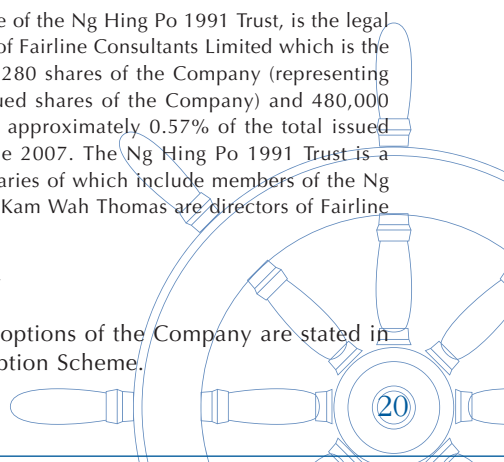 e of the Ng Hing Po 1991 Trust, is the legal
of Fairline Consultants Limited which is the
280 shares of the Company (representing
ued shares of the Company) and 480,000
approximately 0.57% of the total issued
e 2007. The Ng Hing Po 1991 Trust is a
aries of which include members of the Ng
Kam Wah Thomas are directors of Fairline
options of the Company are stated in
ption Scheme.
20